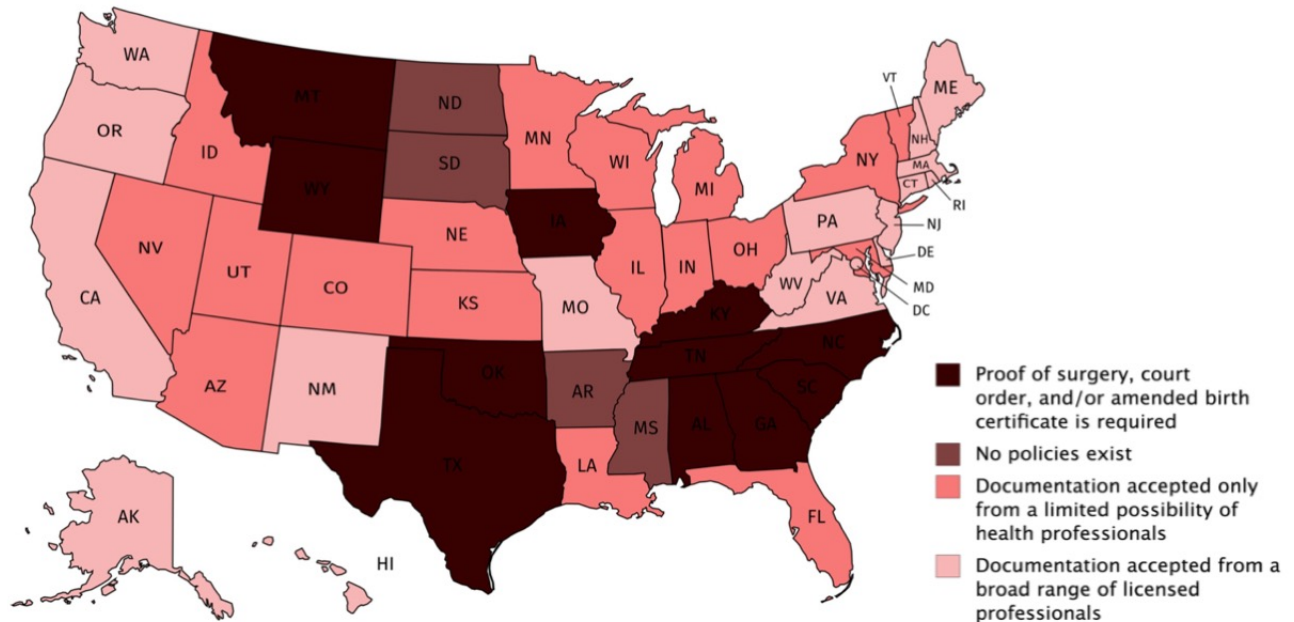 WA
MT
ND
MN
VT
ME
OR
ID
SD
WI
NY
NH
MA
WY
MI
CT
RI
IA
PA
NJ
NE
NV
OH
DE
UT
IL
IN
CO
WV
MD
CA
KS
MO
VA
DC
KY
NC
TN
OK
AZ
NM
AR
SC
MS
AL
GA
TX
LA
FL
AK
HI
Proof of surgery, court
order, and/or amended birth
certificate is required
No policies exist
Documentation accepted only
from a limited possibility of
health professionals
Documentation accepted from a
broad range of licensed
professionals